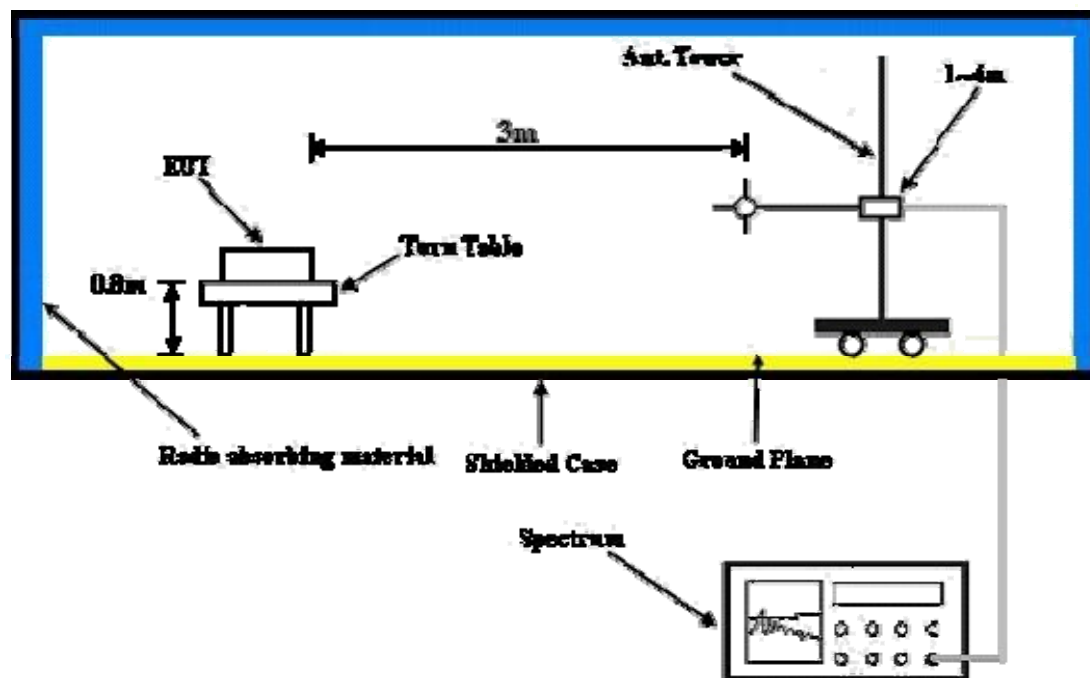 Ant. Tower
1~4m
3m
EUT
Turn Table
0.8m
Radio absorbing material
Shielded Case
Ground Plane
Spectrum